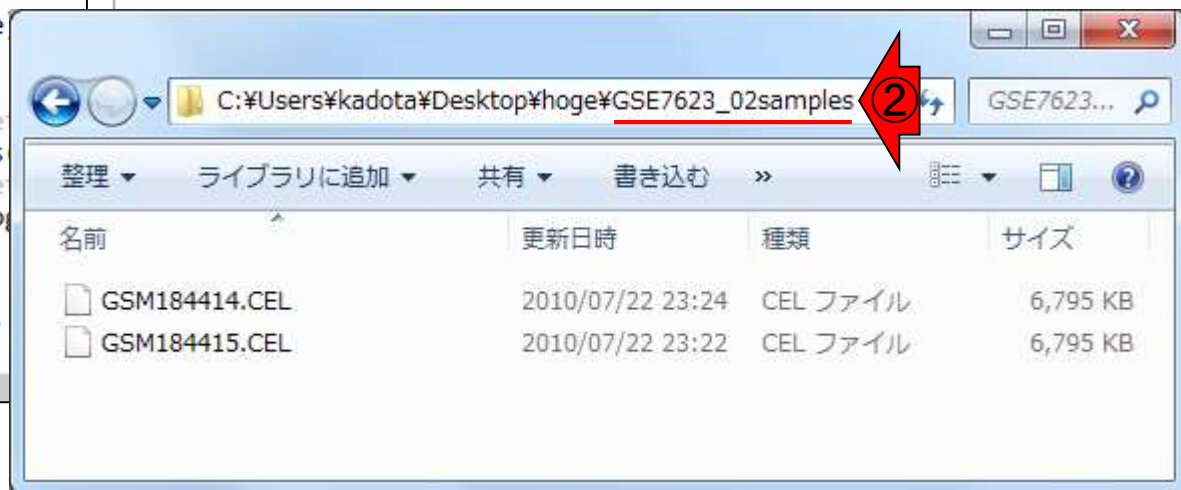 C:¥Users¥kadota¥Desktop¥hoge¥GSE7623_02samples ② GSE7623...
整理 ライブラリに追加 共有 書き込む »
名前 更新日時 種類 サイズ
GSM184414.CEL 2010/07/22 23:24 CEL ファイル 6,795 KB
GSM184415.CEL 2010/07/22 23:22 CEL ファイル 6,795 KB